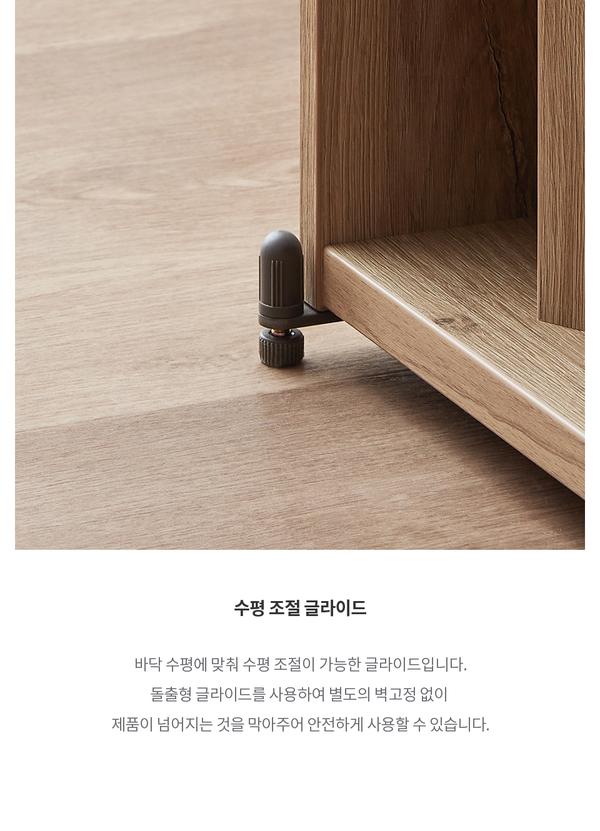 수평 조절 글라이드
바닥 수평에 맞춰 수평 조절이 가능한 글라이드입니다.
돌출형 글라이드를 사용하여 별도의 벽고정 없이
제품이 넘어지는 것을 막아주어 안전하게 사용할 수 있습니다.